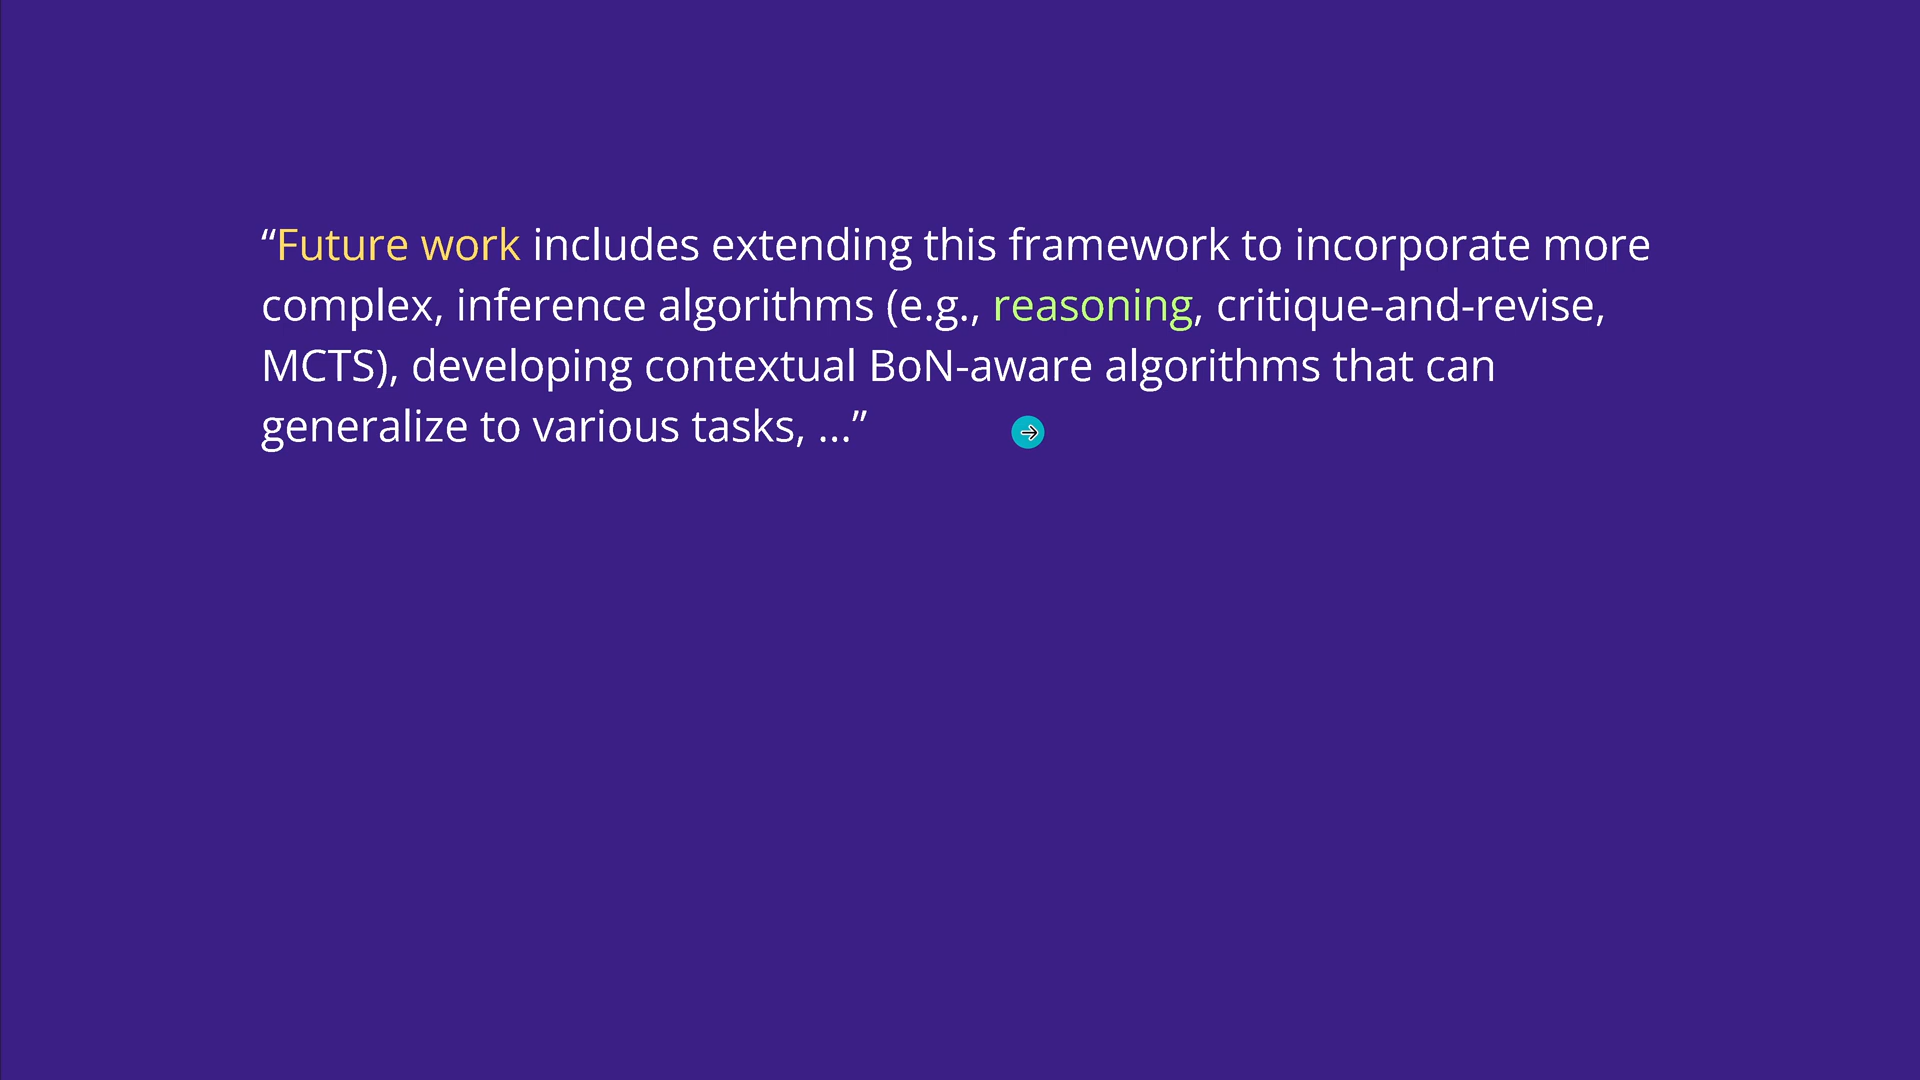 “Future work includes extending this framework to incorporate more
complex, inference algorithms (e.g., reasoning, critique-and-revise,
MCTS), developing contextual BoN-aware algorithms that can
generalize to various tasks, ...”